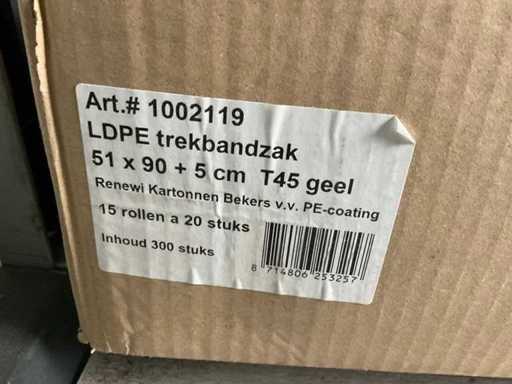 Art.# 1002119
LDPE trekbandzak
51 x 90 + 5 cm T45 geel
Renewi Kartonnen Bekers v.v. PE-coating
15 rollen a 20 stuks
Inhoud 300 stuks
8 714806 253257